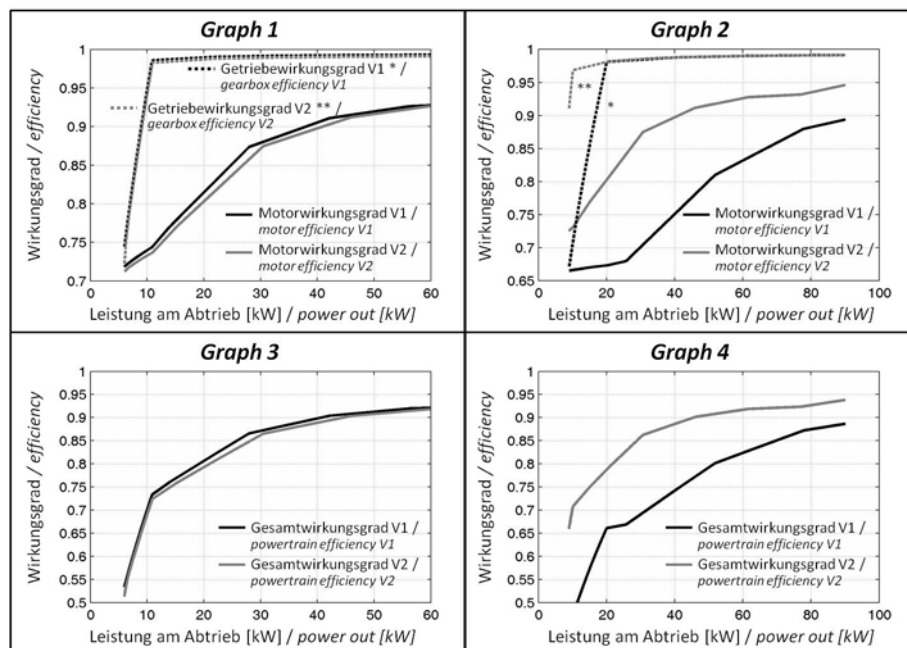 Graph 1
Wirkungsgrad / efficiency
1
0.95
0.9
0.85
0.8
0.75
0.7
Getriebewirkungsgrad V1 * /
gearbox efficiency V1
Getriebewirkungsgrad V2 ** /
gearbox efficiency V2
Motorwirkungsgrad V1 /
motor efficiency V1
Motorwirkungsgrad V2 /
motor efficiency V2
0 10 20 30 40 50 60
Leistung am Abtrieb [kW] / power out [kW]
Graph 2
Wirkungsgrad / efficiency
1
0.95
0.9
0.85
0.8
0.75
0.7
0.65
**
*
Motorwirkungsgrad V1 /
motor efficiency V1
Motorwirkungsgrad V2 /
motor efficiency V2
0 20 40 60 80 100
Leistung am Abtrieb [kW] / power out [kW]
Graph 3
Wirkungsgrad / efficiency
1
0.95
0.9
0.85
0.8
0.75
0.7
0.65
0.6
0.55
0.5
Gesamtwirkungsgrad V1 /
powertrain efficiency V1
Gesamtwirkungsgrad V2 /
powertrain efficiency V2
0 10 20 30 40 50 60
Leistung am Abtrieb [kW] / power out [kW]
Graph 4
Wirkungsgrad / efficiency
1
0.95
0.9
0.85
0.8
0.75
0.7
0.65
0.6
0.55
0.5
Gesamtwirkungsgrad V1 /
powertrain efficiency V1
Gesamtwirkungsgrad V2 /
powertrain efficiency V2
0 20 40 60 80 100
Leistung am Abtrieb [kW] / power out [kW]